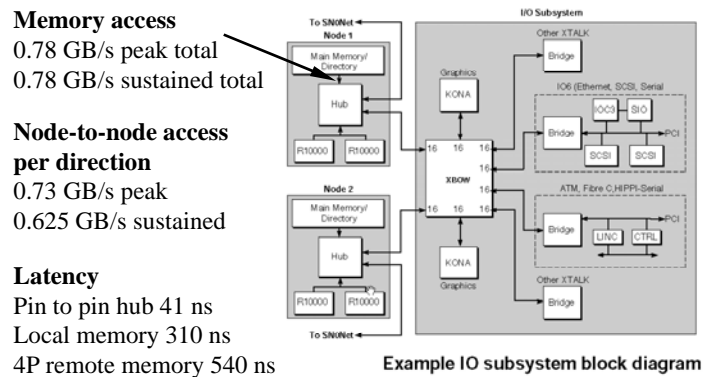 Memory access
0.78 GB/s peak total
0.78 GB/s sustained total
Node-to-node access
per direction
0.73 GB/s peak
0.625 GB/s sustained
Latency
Pin to pin hub 41 ns
Local memory 310 ns
4P remote memory 540 ns
To SN0Net
Node 1
Main Memory/
Directory
Hub
R10000 R10000
Node 2
Main Memory/
Directory
Hub
R10000 R10000
To SN0Net
I/O Subsystem
Other XTALK
Bridge
Graphics
KONA
IO6 (Ethernet, SCSI, Serial
IOC3 SIO
Bridge
PCI
SCSI SCSI
16 16 16
16
XBOW
16
16 16 16
ATM, Fibre C,HIPPI-Serial
PCI
Bridge
LINC CTRL
KONA
Graphics
Other XTALK
Bridge
Example IO subsystem block diagram